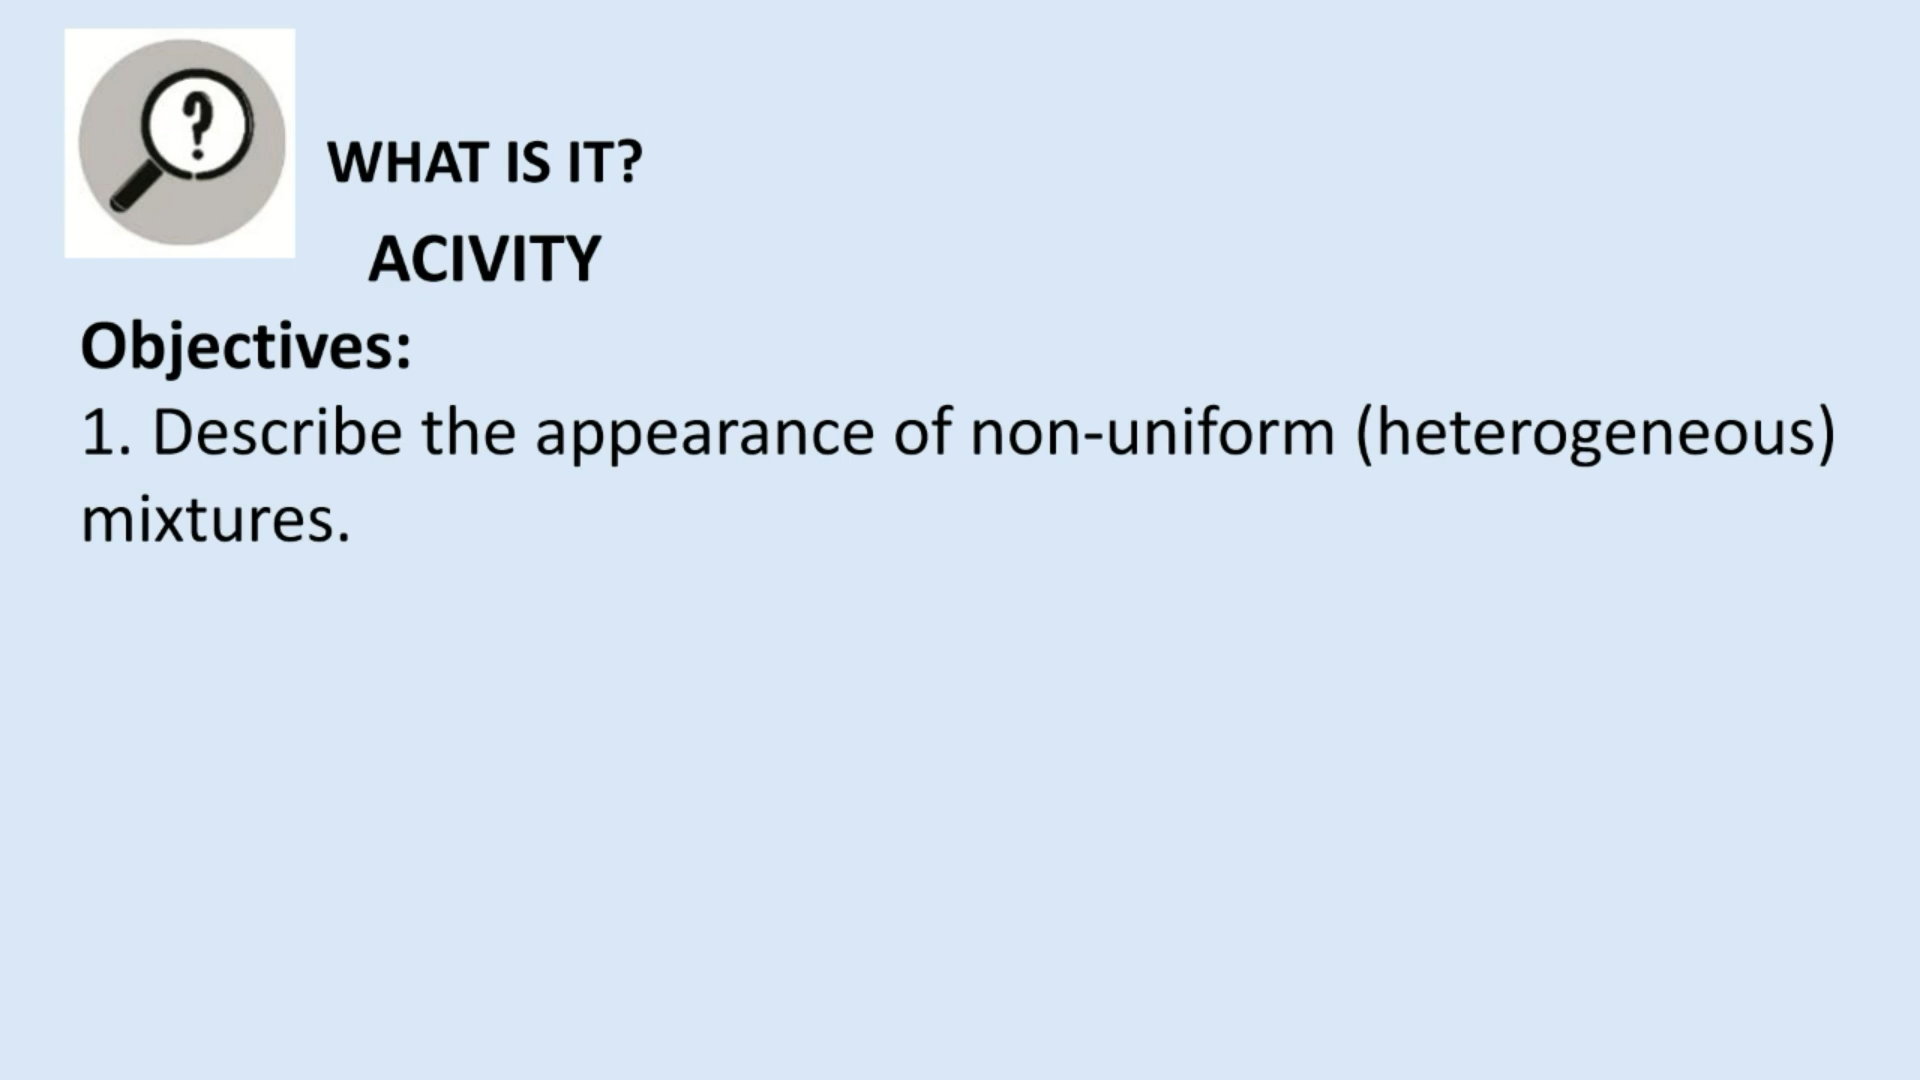 ?
WHAT IS IT?
ACIVITY
Objectives:
1. Describe the appearance of non-uniform (heterogeneous)
mixtures.